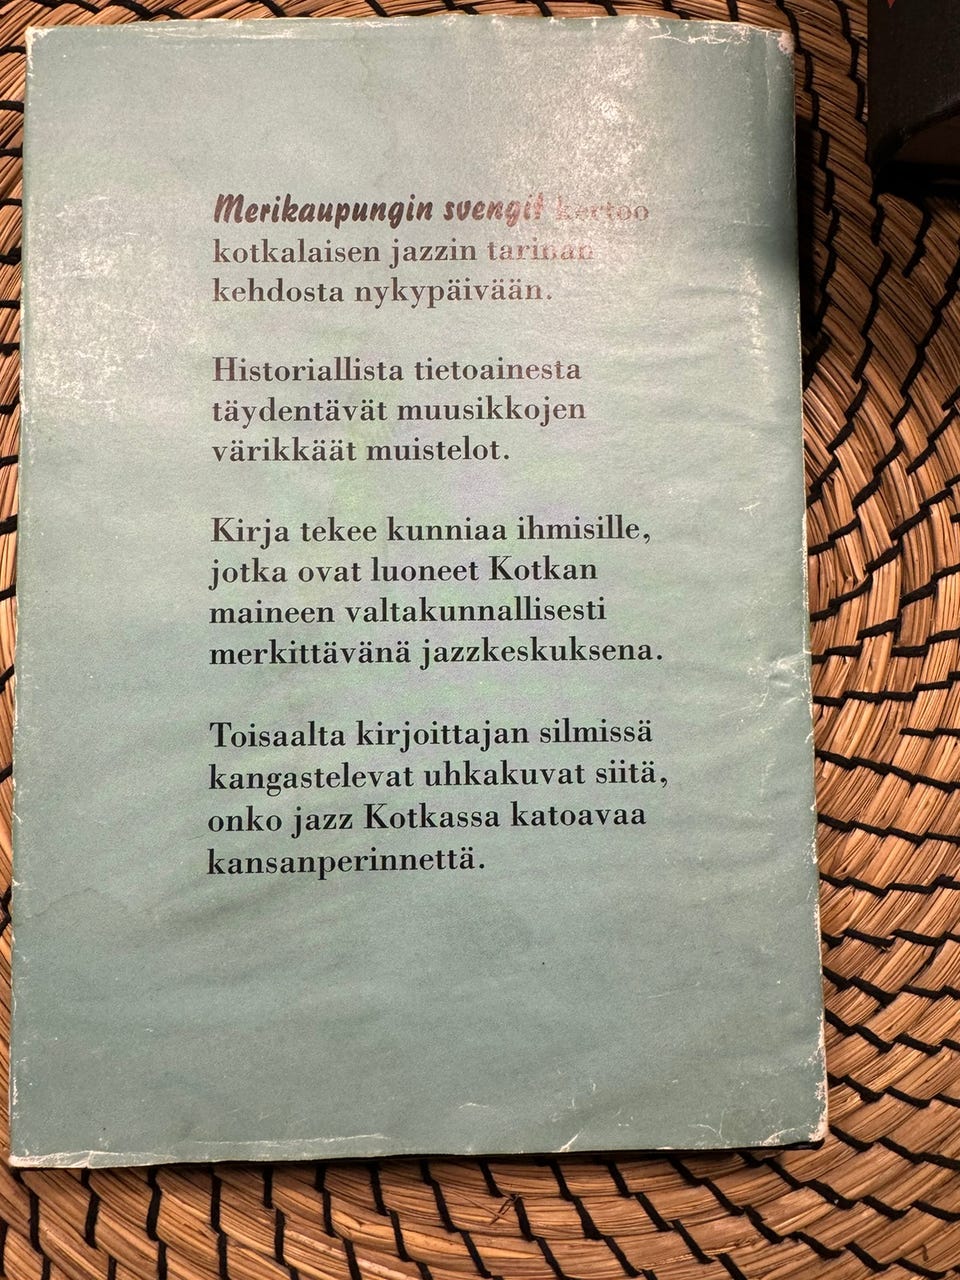 Merikaupungin svengit kertoo
kotkalaisen jazzin tarinan
kehdosta nykypäivään.
Historiallista tietoainesta
täydentävät muusikkojen
värikkäät muistelot.
Kirja tekee kunniaa ihmisille,
jotka ovat luoneet Kotkan
maineen valtakunnallisesti
merkittävänä jazzkeskuksena.
Toisaalta kirjoittajan silmissä
kangastelevat uhkakuvat siitä,
onko jazz Kotkassa katoavaa
kansanperinnettä.